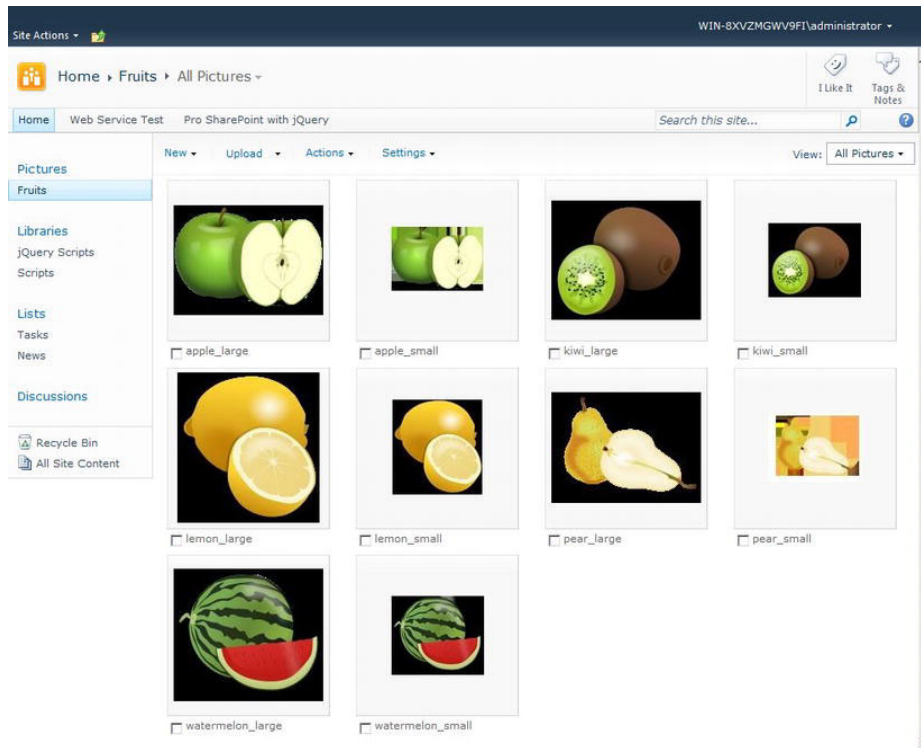 WIN-8XVZMGWV9FI\administrator
Site Actions
Home Fruits All Pictures
I Like It
Tags & Notes
Home Web Service Test Pro SharePoint with jQuery
Search this site...
New Upload Actions Settings
View: All Pictures
Pictures
Fruits
Libraries
jQuery Scripts
Scripts
Lists
Tasks
News
Discussions
Recycle Bin
All Site Content
apple_large apple_small kiwi_large kiwi_small
lemon_large lemon_small pear_large pear_small
watermelon_large watermelon_small